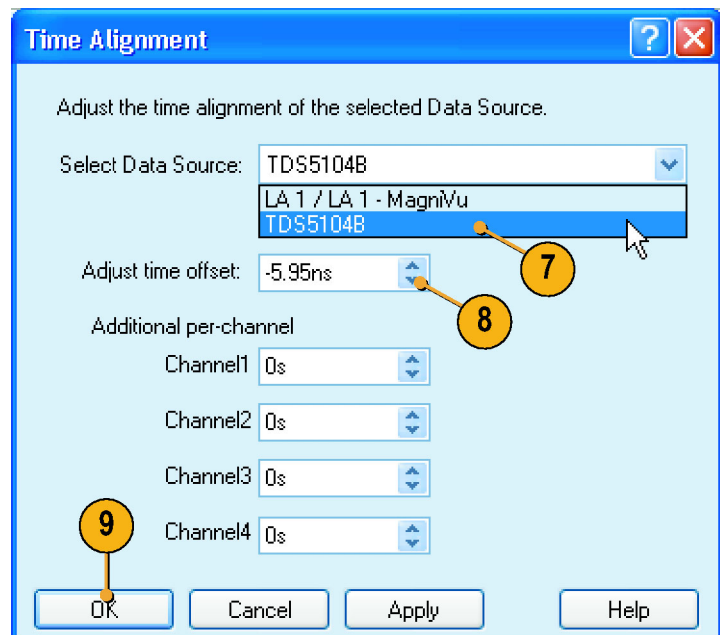 Time Alignment
Adjust the time alignment of the selected Data Source.
Select Data Source: TDS5104B
LA 1 / LA 1 - MagniVu
TDS5104B
7
Adjust time offset: -5.95ns
8
Additional per-channel
Channel1 0s
Channel2 0s
Channel3 0s
9
Channel4 0s
OK Cancel Apply Help